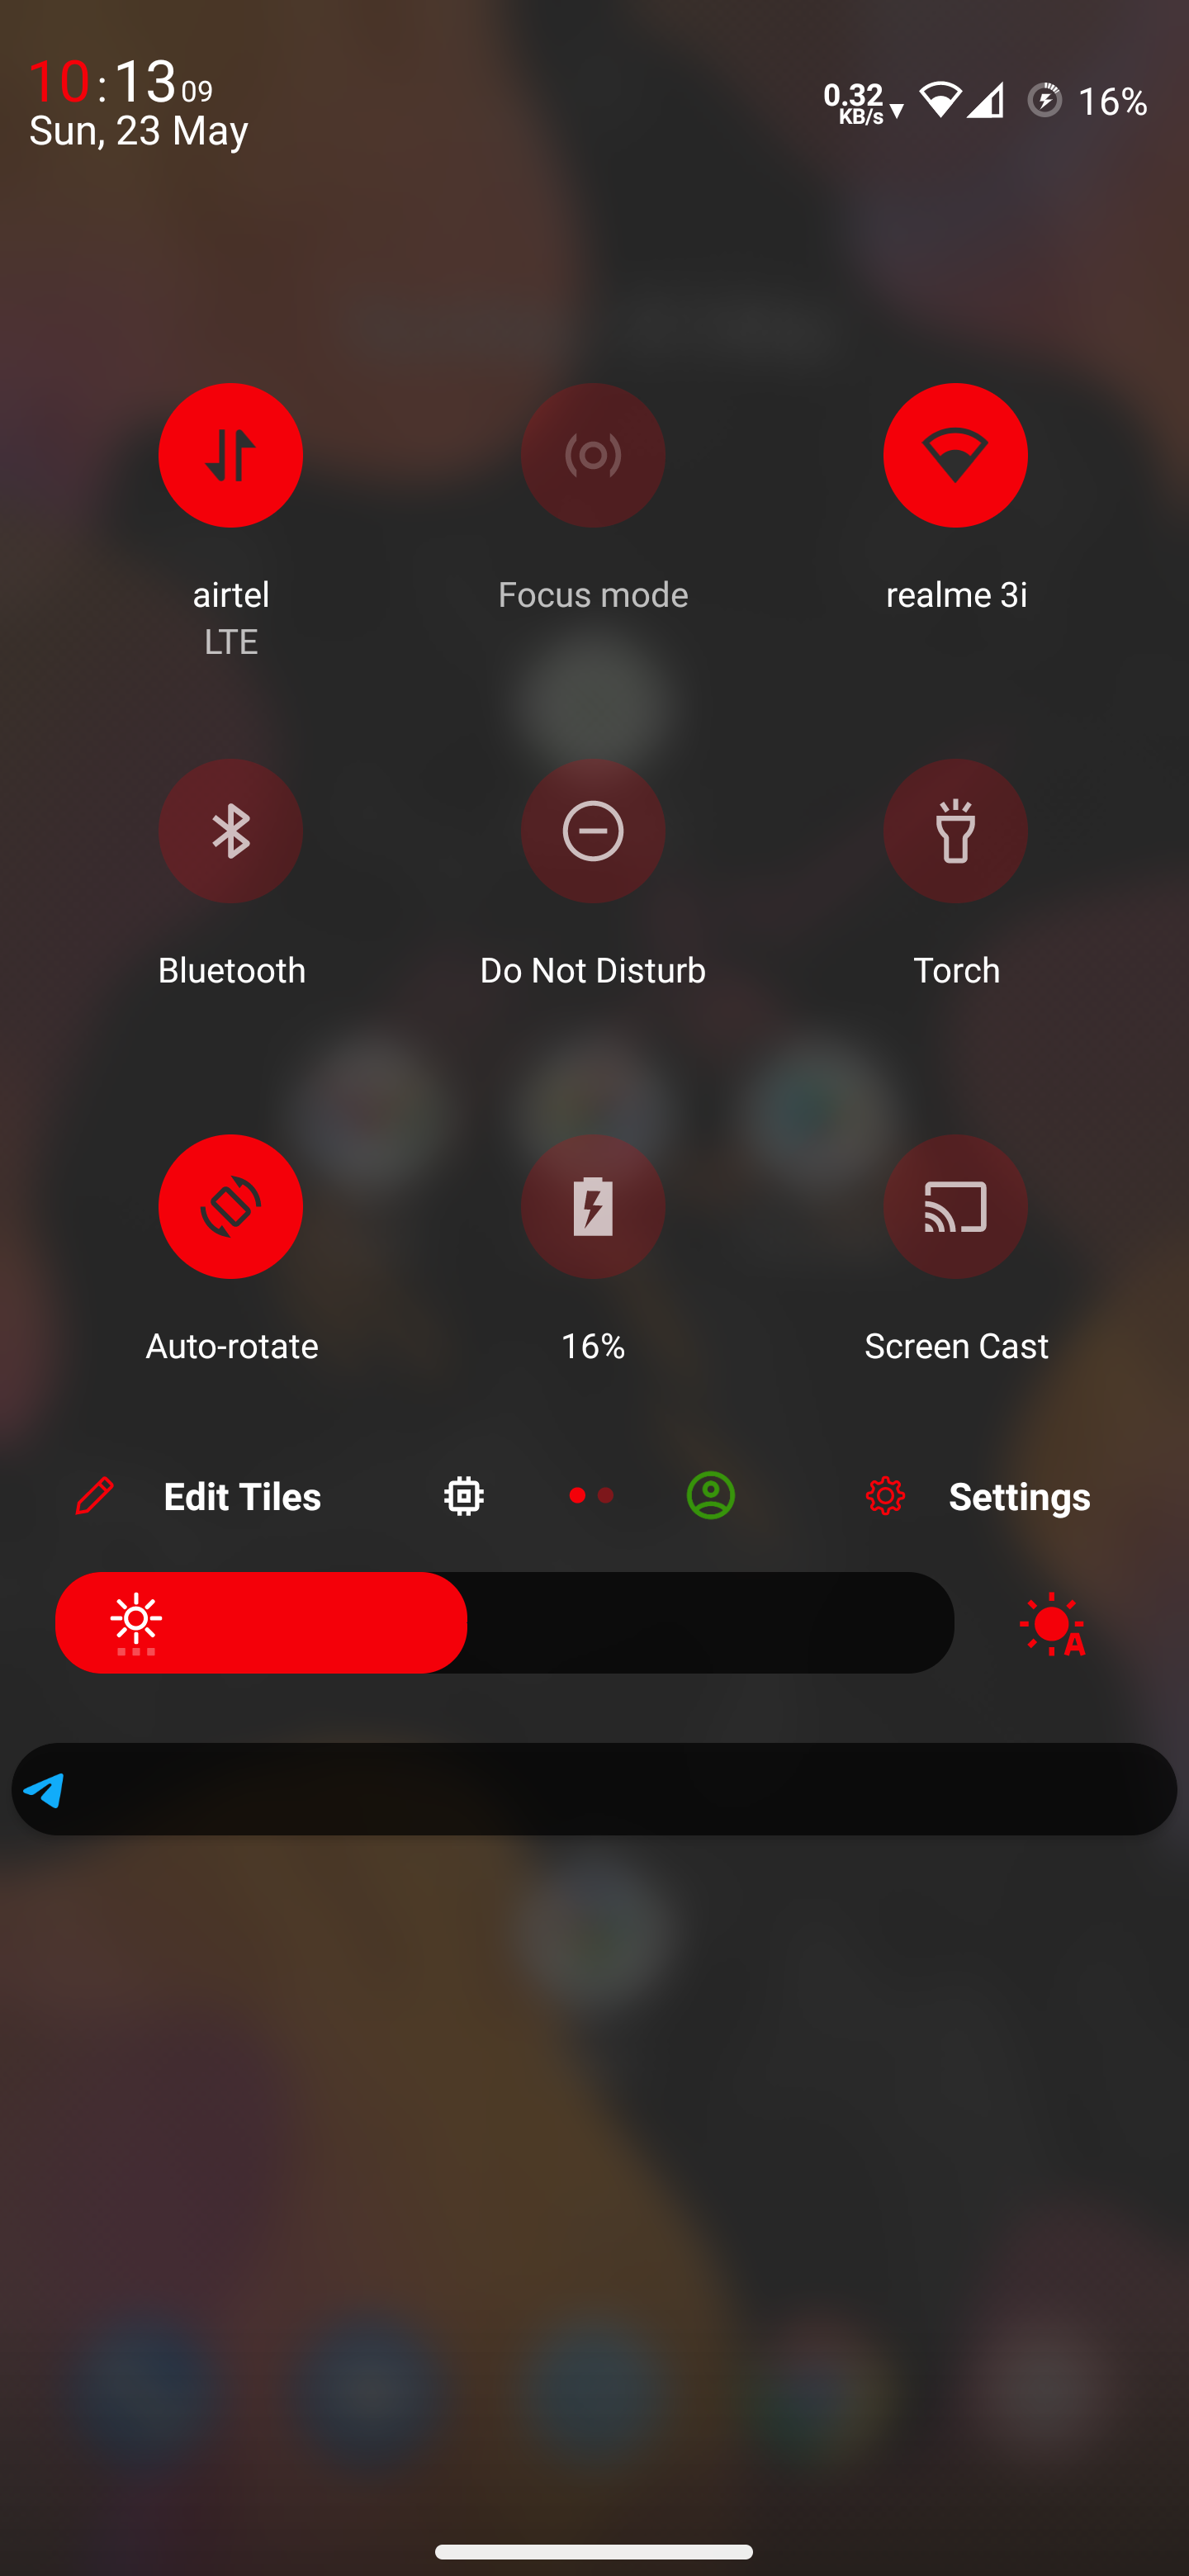 10:13 09
Sun, 23 May
0.32
KB/s
16%
airtel
LTE
Focus mode
realme 3i
Bluetooth
Do Not Disturb
Torch
Auto-rotate
16%
Screen Cast
Edit Tiles
Settings
A